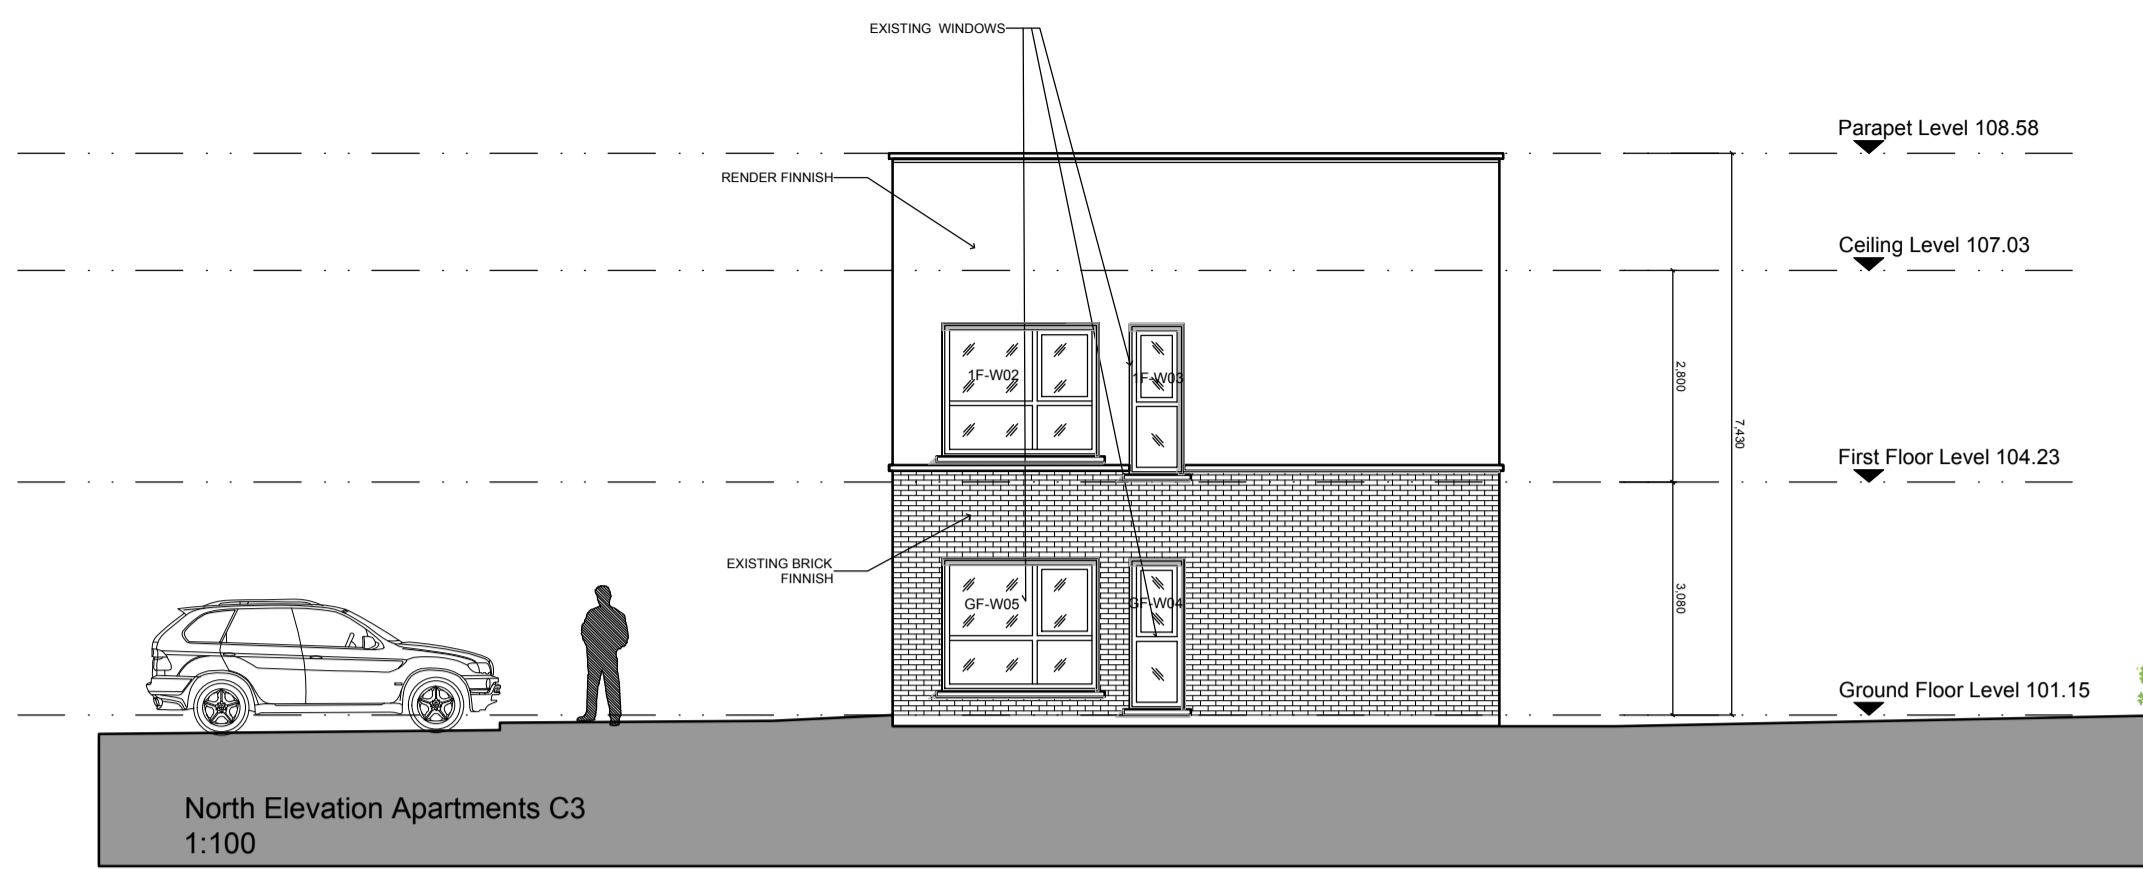 EXISTING WINDOWS
Parapet Level 108.58
RENDER FINNISH
Ceiling Level 107.03
1F-W02
1F-W03
2,800
7,430
First Floor Level 104.23
EXISTING BRICK
FINNISH
GF-W05
GF-W04
3,080
Ground Floor Level 101.15
North Elevation Apartments C3
1:100